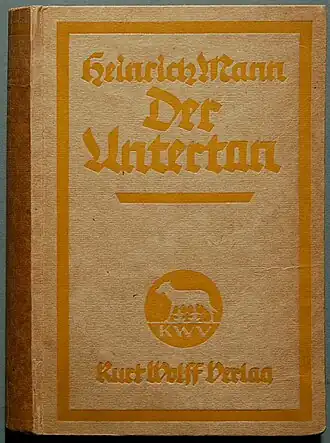 Heinrich Mann
Der
Untertan
KWV
Kurt Wolff Verlag